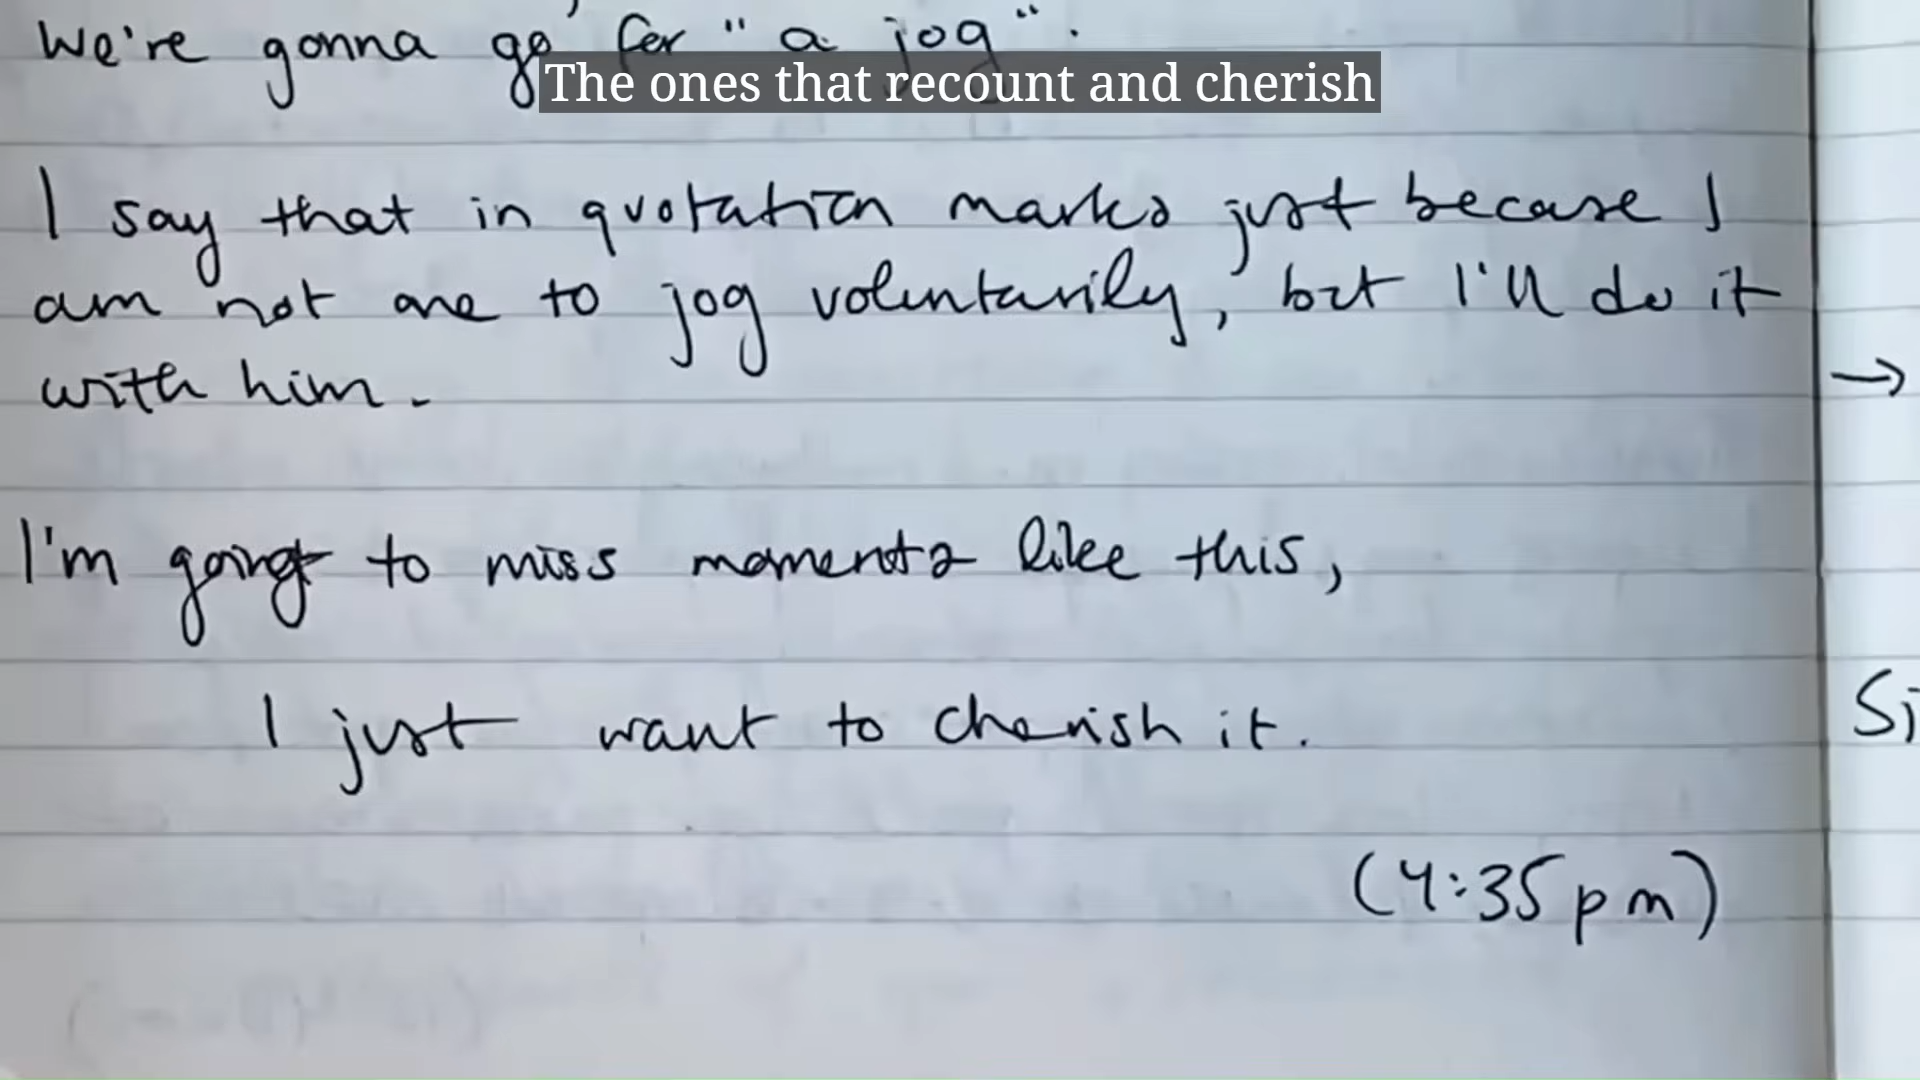 We're gonna go for "a jog".
The ones that recount and cherish
I say that in quotation marks just because I
am not one to jog voluntarily, but I'll do it
with him.
→
I'm going to miss moments like this,
I just want to cherish it.
Si
(4:35pm)